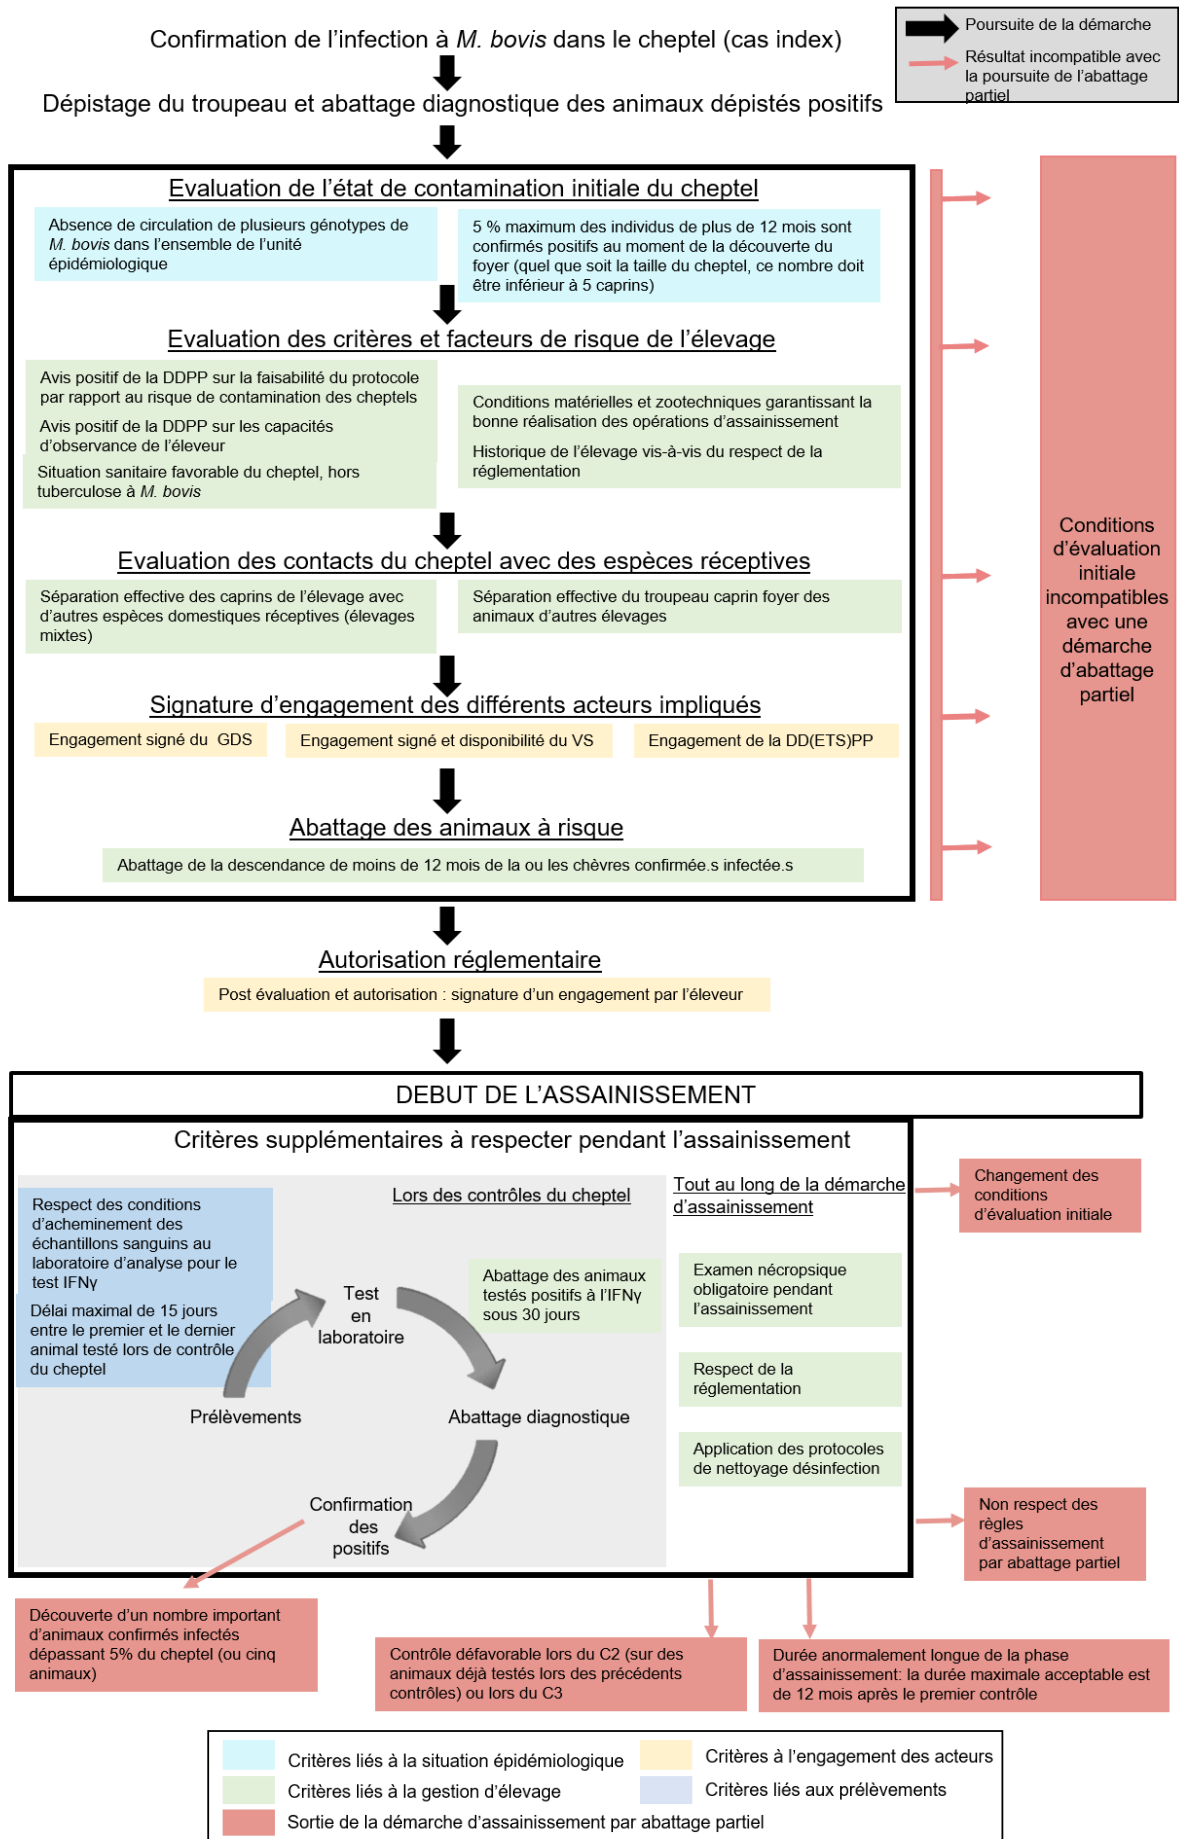 Confirmation de l’infection à M. bovis dans le cheptel (cas index)
Poursuite de la démarche
Résultat incompatible avec
la poursuite de l’abattage
partiel
Dépistage du troupeau et abattage diagnostique des animaux dépistés positifs
Evaluation de l’état de contamination initiale du cheptel
Absence de circulation de plusieurs génotypes de
M. bovis dans l’ensemble de l’unité
épidémiologique
5 % maximum des individus de plus de 12 mois sont
confirmés positifs au moment de la découverte du
foyer (quel que soit la taille du cheptel, ce nombre doit
être inférieur à 5 caprins)
Evaluation des critères et facteurs de risque de l’élevage
Avis positif de la DDPP sur la faisabilité du protocole
par rapport au risque de contamination des cheptels
Avis positif de la DDPP sur les capacités
d’observance de l’éleveur
Situation sanitaire favorable du cheptel, hors
tuberculose à M. bovis
Conditions matérielles et zootechniques garantissant la
bonne réalisation des opérations d’assainissement
Historique de l’élevage vis-à-vis du respect de la
réglementation
Evaluation des contacts du cheptel avec des espèces réceptives
Séparation effective des caprins de l’élevage avec
d’autres espèces domestiques réceptives (élevages
mixtes)
Séparation effective du troupeau caprin foyer des
animaux d’autres élevages
Signature d’engagement des différents acteurs impliqués
Engagement signé du GDS
Engagement signé et disponibilité du VS
Engagement de la DD(ETS)PP
Abattage des animaux à risque
Abattage de la descendance de moins de 12 mois de la ou les chèvres confirmée.s infectée.s
Conditions
d’évaluation
initiale
incompatibles
avec une
démarche
d’abattage
partiel
Autorisation réglementaire
Post évaluation et autorisation : signature d’un engagement par l’éleveur
DEBUT DE L’ASSAINISSEMENT
Critères supplémentaires à respecter pendant l’assainissement
Respect des conditions
d’acheminement des
échantillons sanguins au
laboratoire d’analyse pour le
test IFNγ
Délai maximal de 15 jours
entre le premier et le dernier
animal testé lors de contrôle
du cheptel
Lors des contrôles du cheptel
Abattage des animaux
testés positifs à l’IFNγ
sous 30 jours
Test
en
laboratoire
Prélèvements
Abattage diagnostique
Confirmation
des
positifs
Tout au long de la démarche
d’assainissement
Examen nécropsique
obligatoire pendant
l’assainissement
Respect de la
réglementation
Application des protocoles
de nettoyage désinfection
Changement des
conditions
d’évaluation initiale
Non respect des
règles
d’assainissement
par abattage partiel
Découverte d’un nombre important
d’animaux confirmés infectés
dépassant 5% du cheptel (ou cinq
animaux)
Contrôle défavorable lors du C2 (sur des
animaux déjà testés lors des précédents
contrôles) ou lors du C3
Durée anormalement longue de la phase
d’assainissement: la durée maximale acceptable est
de 12 mois après le premier contrôle
Critères liés à la situation épidémiologique
Critères à l’engagement des acteurs
Critères liés à la gestion d’élevage
Critères liés aux prélèvements
Sortie de la démarche d’assainissement par abattage partiel